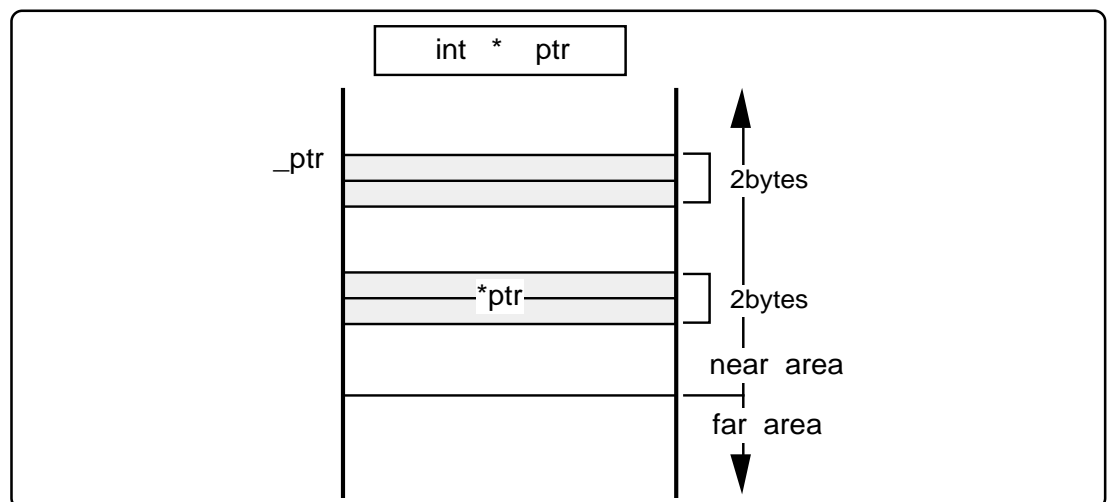 int * ptr
_ptr
2bytes
*ptr
2bytes
near area
far area